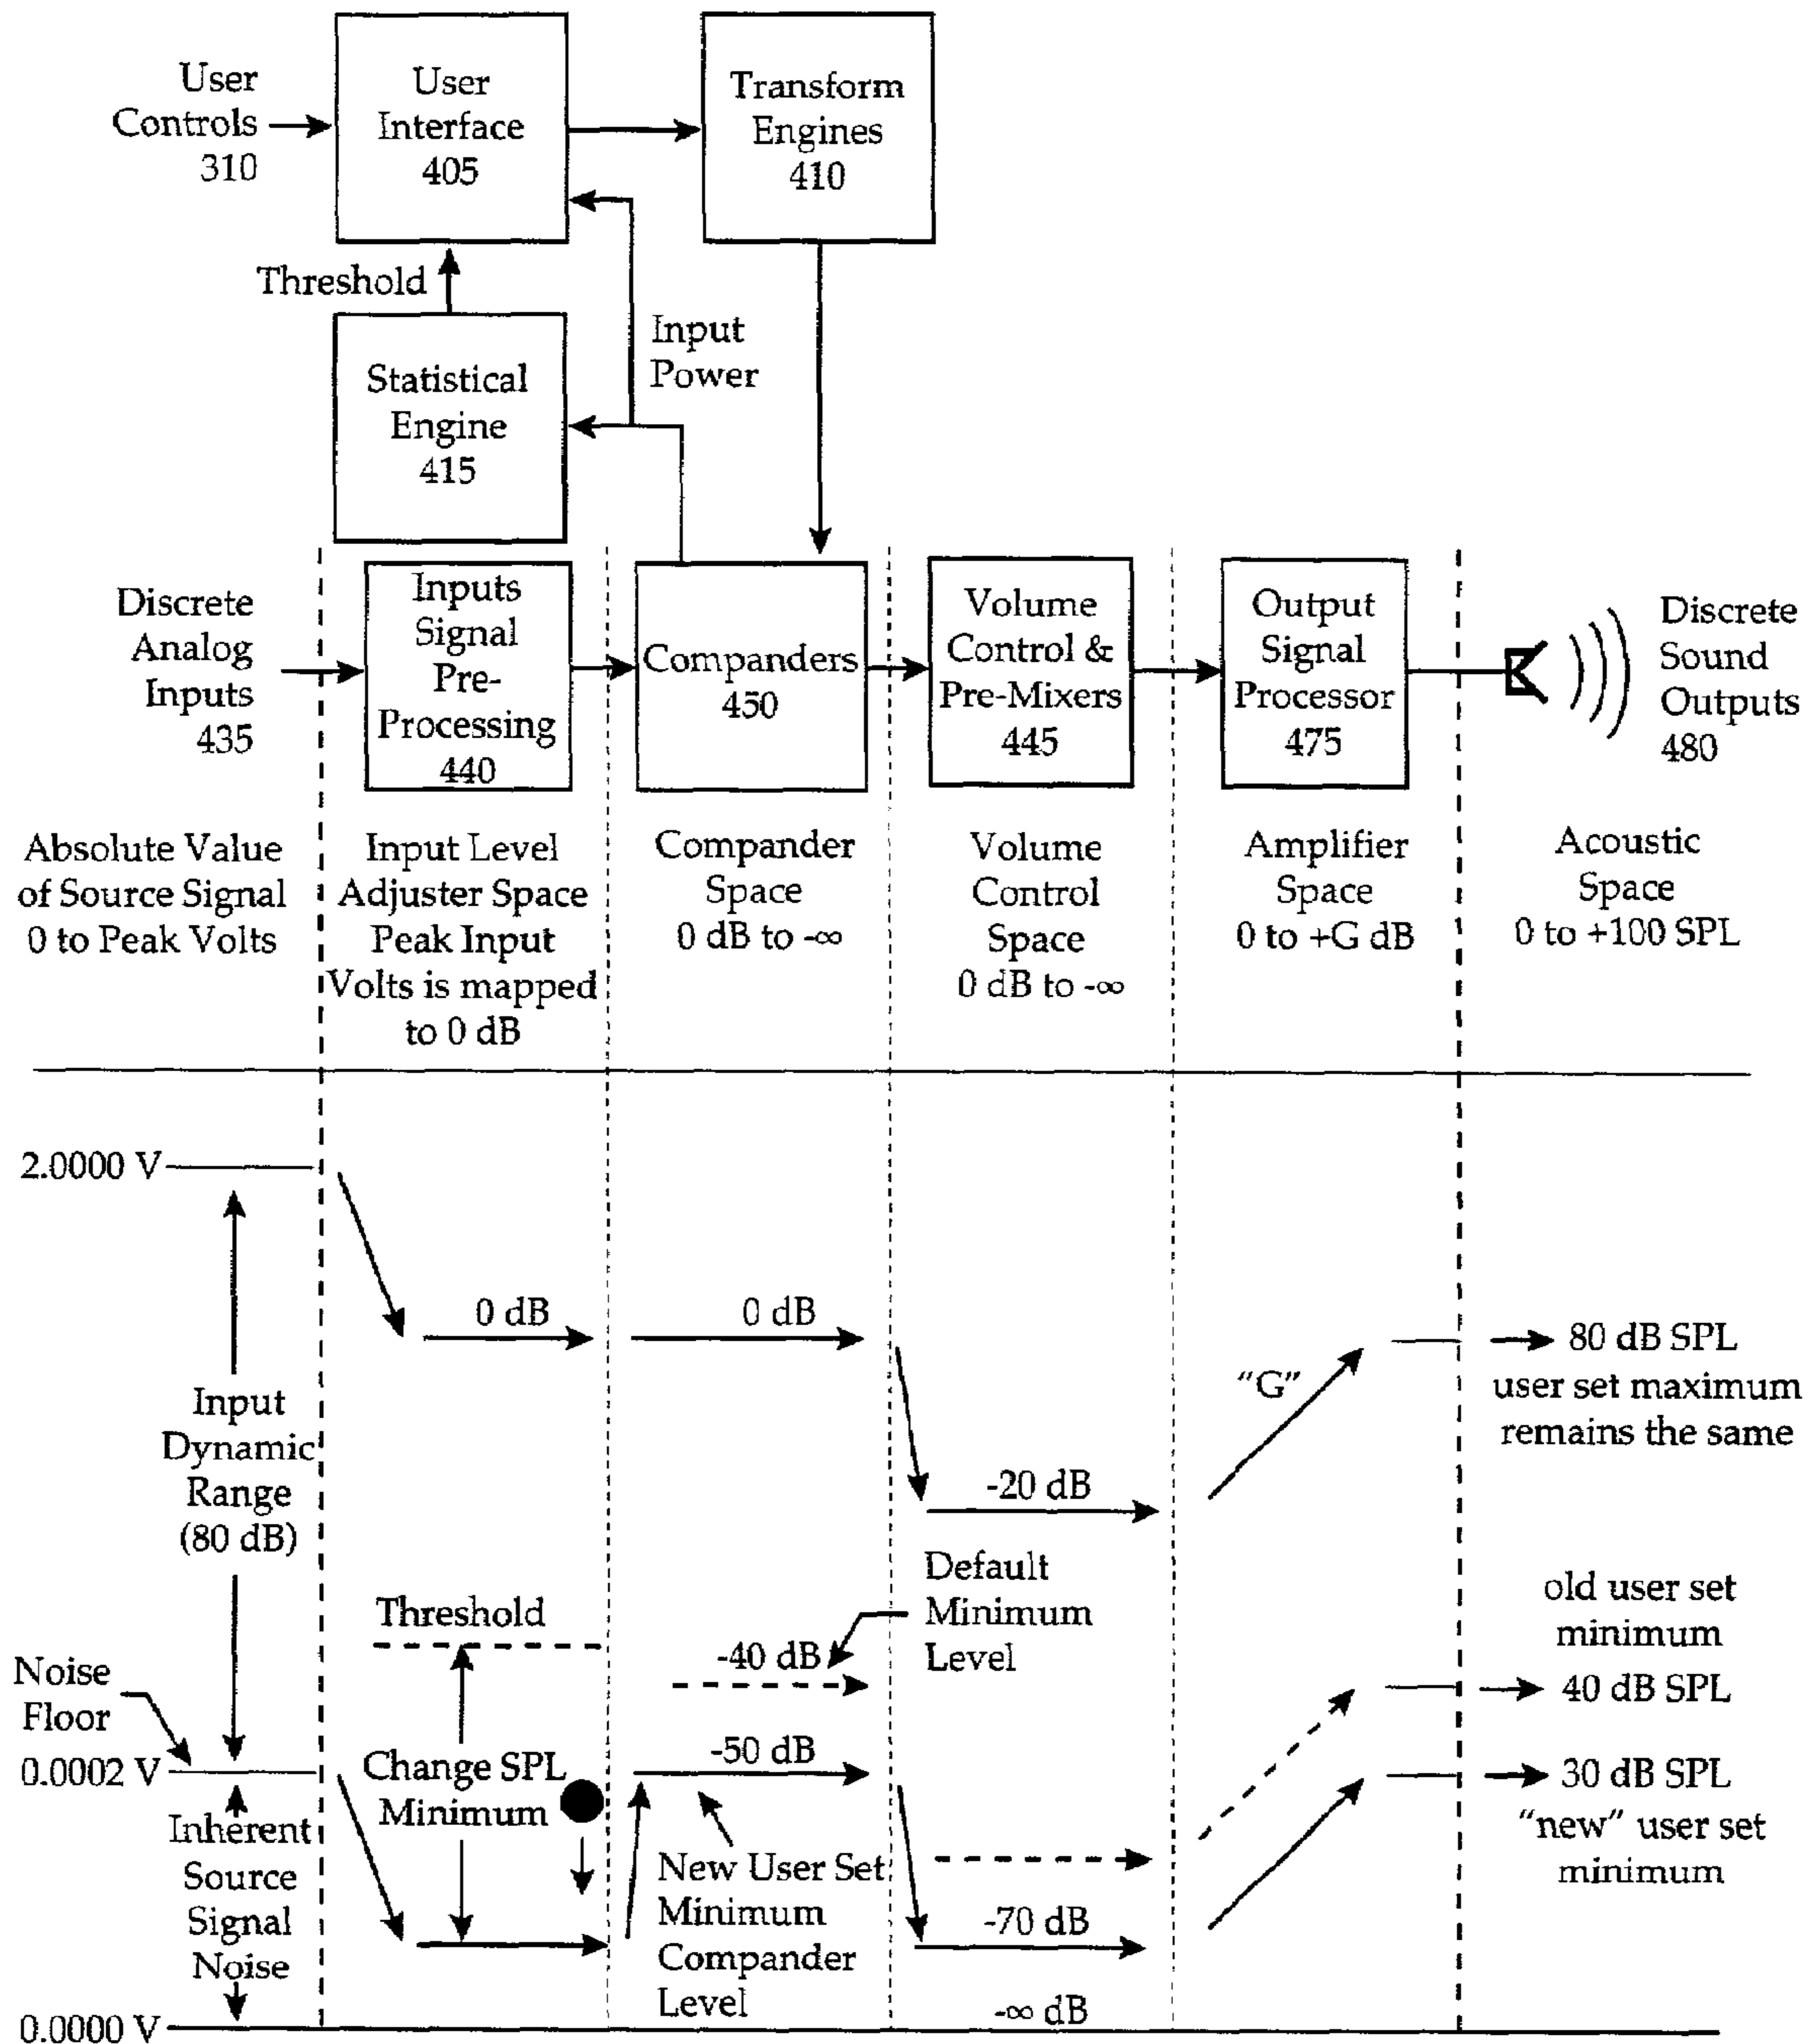 User
Controls
310
User
Interface
405
Transform
Engines
410
Threshold
Input
Power
Statistical
Engine
415
Discrete
Analog
Inputs
435
Inputs
Signal
Pre-
Processing
440
Companders
450
Volume
Control &
Pre-Mixers
445
Output
Signal
Processor
475
Discrete
Sound
Outputs
480
Absolute Value
of Source Signal
0 to Peak Volts
Input Level
Adjuster Space
Peak Input
Volts is mapped
to 0 dB
Compander
Space
0 dB to -∞
Volume
Control
Space
0 dB to -∞
Amplifier
Space
0 to +G dB
Acoustic
Space
0 to +100 SPL
2.0000 V
0 dB
0 dB
80 dB SPL
user set maximum
remains the same
"G"
Input
Dynamic
Range
(80 dB)
-20 dB
Default
Minimum
Level
Threshold
-40 dB
old user set
minimum
40 dB SPL
Noise
Floor
0.0002 V
Change SPL
Minimum
-50 dB
30 dB SPL
"new" user set
minimum
Inherent
Source
Signal
Noise
New User Set
Minimum
Compander
Level
-70 dB
-∞ dB
0.0000 V